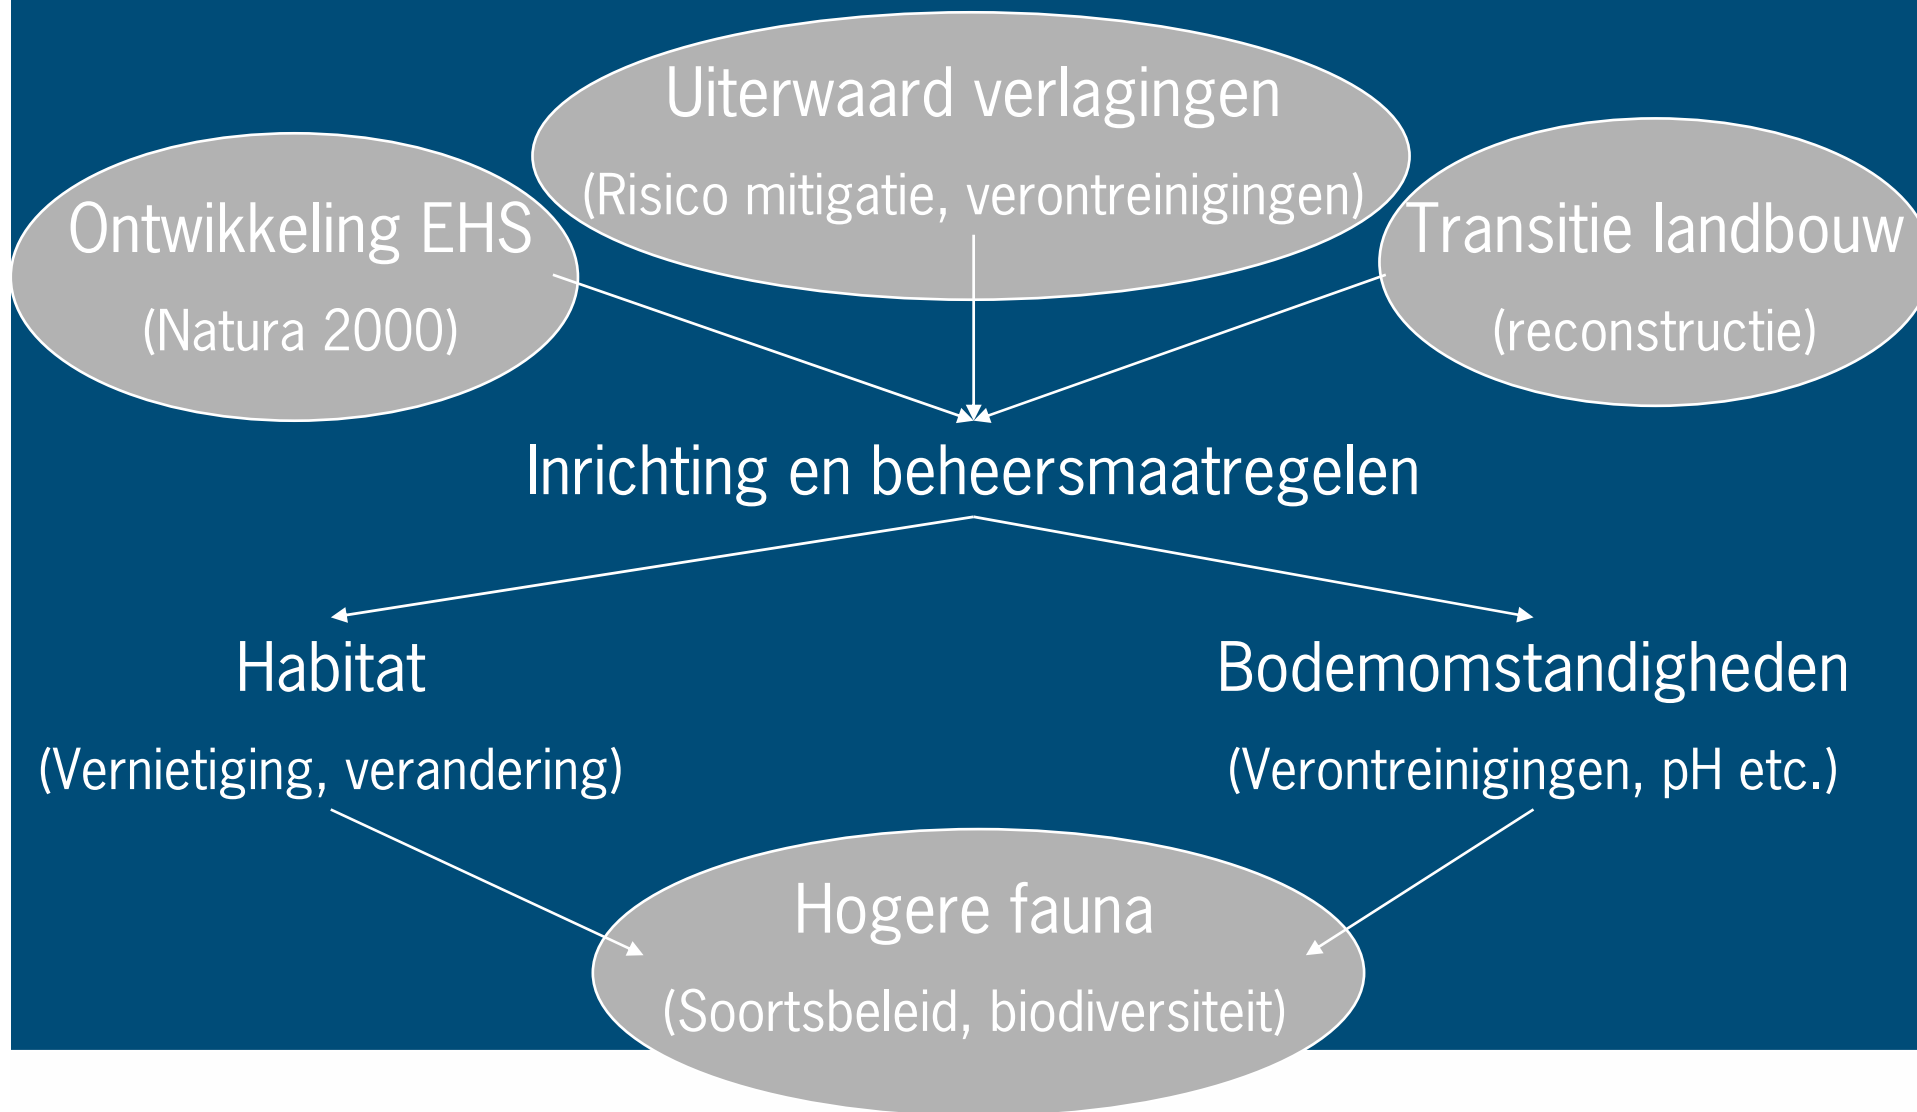 Uiterwaard verlagingen
(Risico mitigatie, verontreinigingen)
Ontwikkeling EHS
(Natura 2000)
Transitie landbouw
(reconstructie)
Inrichting en beheersmaatregelen
Habitat
(Vernietiging, verandering)
Bodemomstandigheden
(Verontreinigingen, pH etc.)
Hogere fauna
(Soortsbeleid, biodiversiteit)